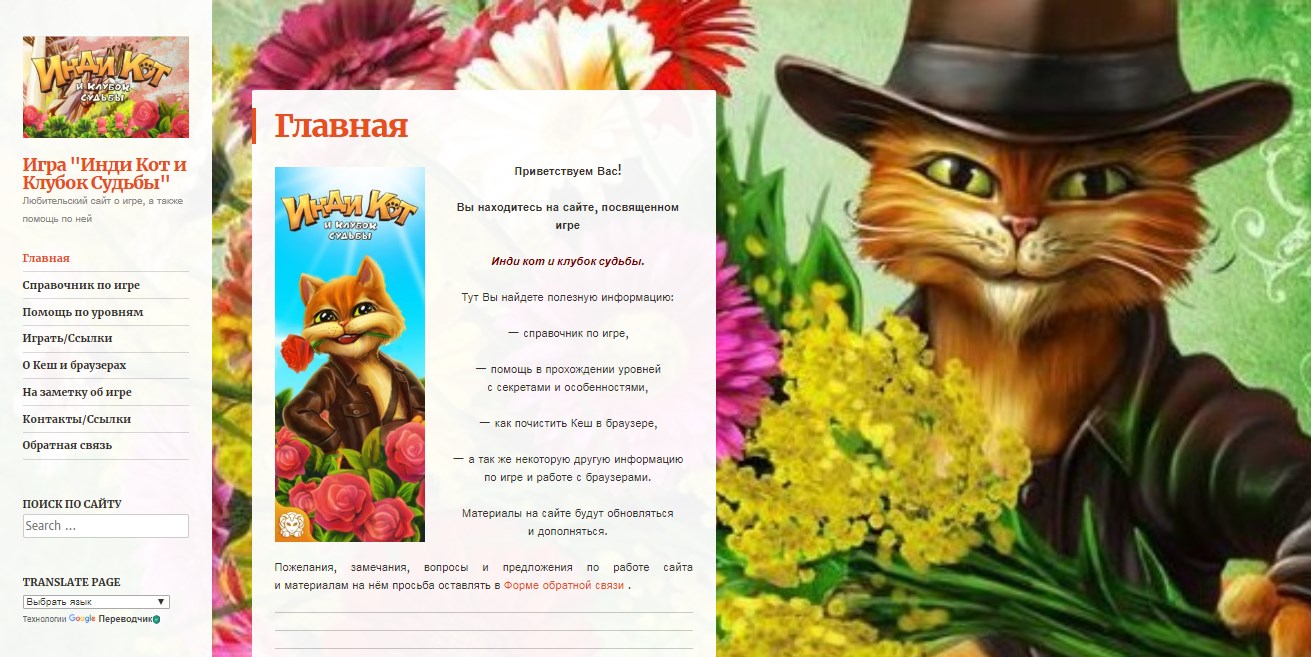 Инди Кот
и клубок
судьбы
Игра "Инди Кот и
Клубок Судьбы"
Любительский сайт о игре, а также
помощь по ней
Главная
Справочник по игре
Помощь по уровням
Играть/Ссылки
О Кеш и браузерах
На заметку об игре
Контакты/Ссылки
Обратная связь
ПОИСК ПО САЙТУ
Search ...
TRANSLATE PAGE
Выбрать язык
Технологии Google Переводчик
Главная
Инди Кот
и клубок
судьбы
Приветствуем Вас!
Вы находитесь на сайте, посвященном
игре
Инди кот и клубок судьбы.
Тут Вы найдете полезную информацию:
— справочник по игре,
— помощь в прохождении уровней
с секретами и особенностями,
— как почистить Кеш в браузере,
— а так же некоторую другую информацию
по игре и работе с браузерами.
Материалы на сайте будут обновляться
и дополняться.
Пожелания, замечания, вопросы и предложения по работе сайта
и материалам на нём просьба оставлять в Форме обратной связи .